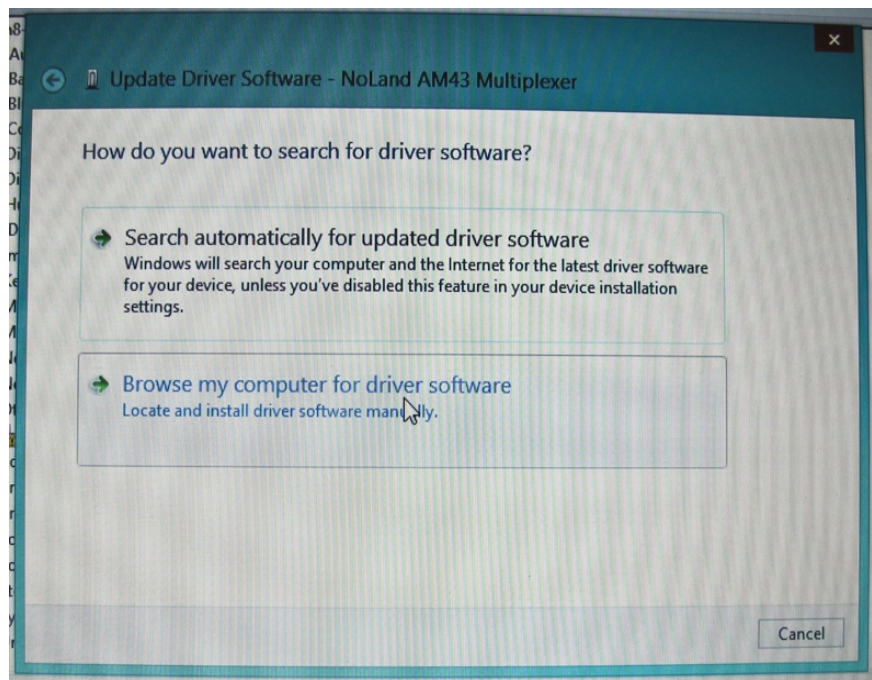 Update Driver Software - NoLand AM43 Multiplexer
How do you want to search for driver software?
Search automatically for updated driver software
Windows will search your computer and the Internet for the latest driver software
for your device, unless you've disabled this feature in your device installation
settings.
Browse my computer for driver software
Locate and install driver software manually.
Cancel